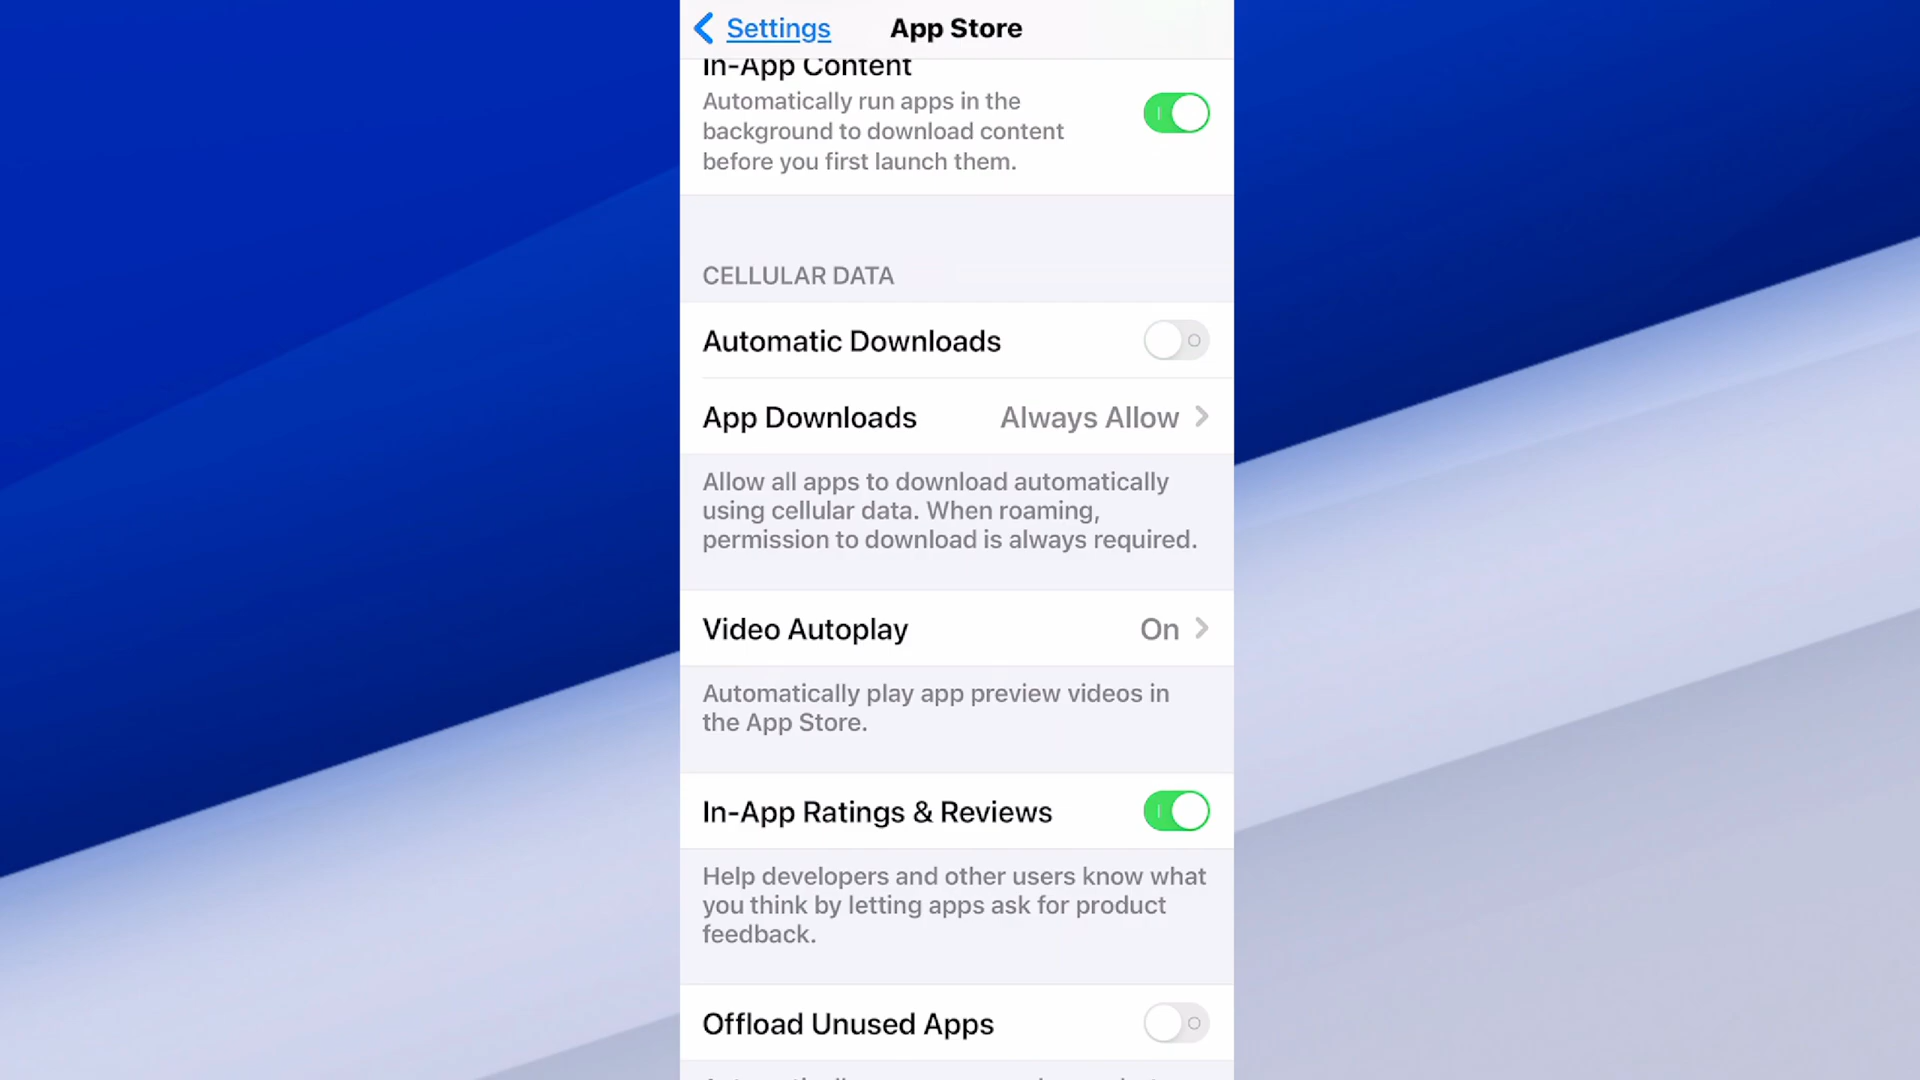 Settings
App Store
In-App Content
Automatically run apps in the
background to download content
before you first launch them.
CELLULAR DATA
Automatic Downloads
App Downloads Always Allow
Allow all apps to download automatically
using cellular data. When roaming,
permission to download is always required.
Video Autoplay On
Automatically play app preview videos in
the App Store.
In-App Ratings & Reviews
Help developers and other users know what
you think by letting apps ask for product
feedback.
Offload Unused Apps